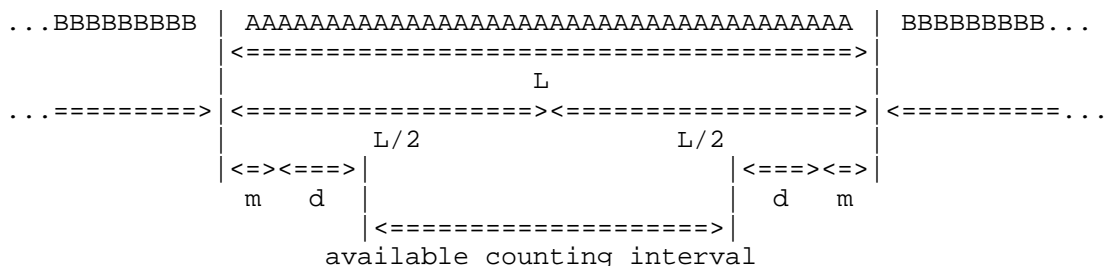 ...BBBBBBBBB | AAAAAAAAAAAAAAAAAAAAAAAAAAAAAAAAAAAAAA | BBBBBBBBB...
|<======================================>|
| L |
...=========>|<==================><==================>|<==========...
| L/2 L/2 |
|<=><===>| |<===><=>|
m d | | d m
|<====================>|
available counting interval